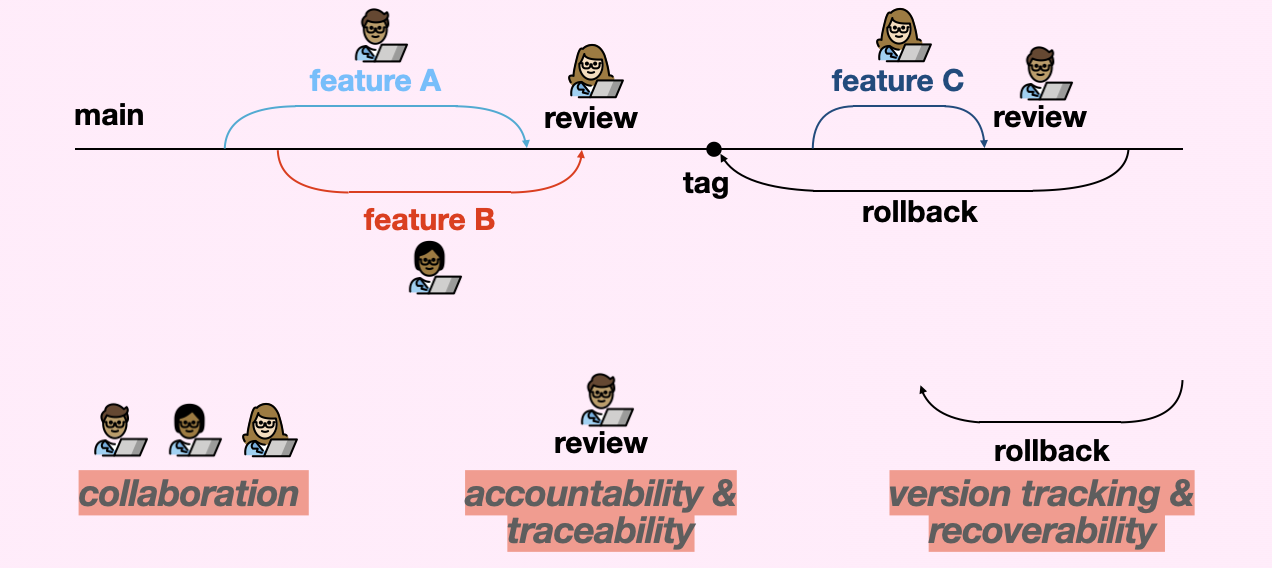 feature A
feature C
main
review
review
tag
rollback
feature B
review
rollback
collaboration
accountability &
traceability
version tracking &
recoverability